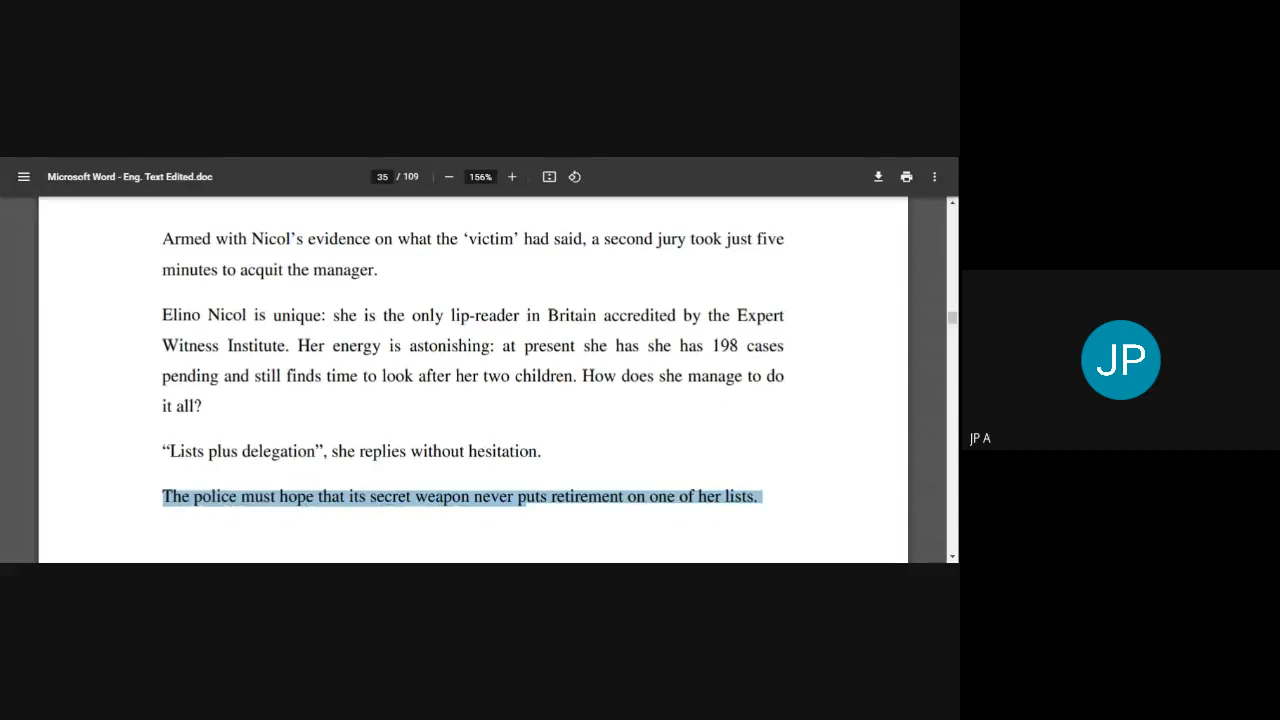 Microsoft Word - Eng. Text Edited.doc
35 / 109
156%
Armed with Nicol’s evidence on what the ‘victim’ had said, a second jury took just five
minutes to acquit the manager.
Elino Nicol is unique: she is the only lip-reader in Britain accredited by the Expert
Witness Institute. Her energy is astonishing: at present she has she has 198 cases
pending and still finds time to look after her two children. How does she manage to do
it all?
“Lists plus delegation”, she replies without hesitation.
The police must hope that its secret weapon never puts retirement on one of her lists.
JP
JP A